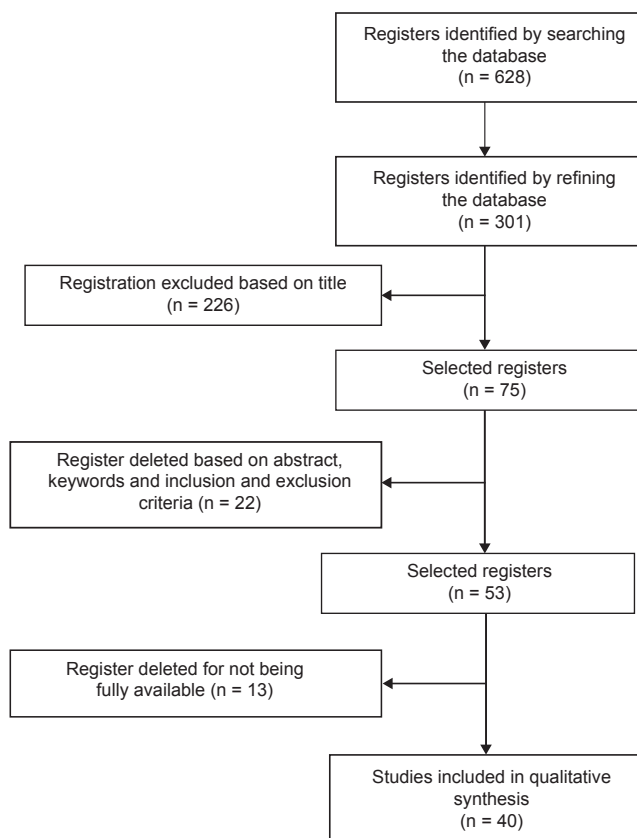 Registers identified by searching
the database
(n = 628)
Registers identified by refining
the database
(n = 301)
Registration excluded based on title
(n = 226)
Selected registers
(n = 75)
Register deleted based on abstract,
keywords and inclusion and exclusion
criteria (n = 22)
Selected registers
(n = 53)
Register deleted for not being
fully available (n = 13)
Studies included in qualitative
synthesis
(n = 40)